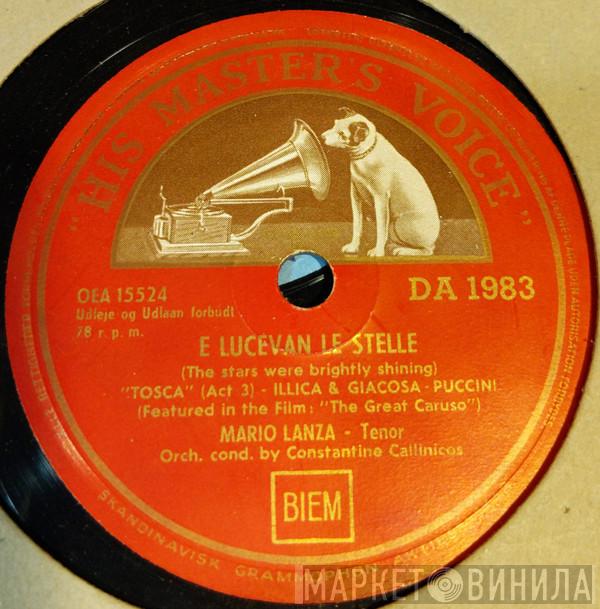 "HIS MASTER'S VOICE"
OEA 15524
DA 1983
Udleje og Udlaan forbudt
78 r. p. m.
E LUCEVAN LE STELLE
(The stars were brightly shining)
"TOSCA" (Act 3) - ILLICA & GIACOSA - PUCCINI
(Featured in the Film: "The Great Caruso")
MARIO LANZA - Tenor
Orch. cond. by Constantine Callinicos
BIEM
SKANDINAVISK GRAMMOPHON
МАРКЕТ ВИНИЛА